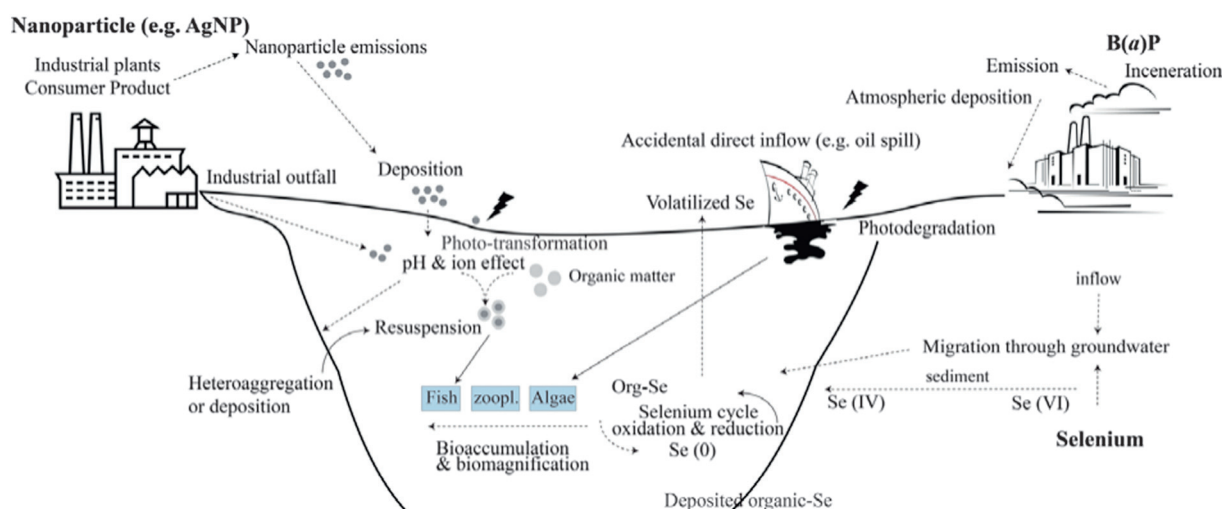 Nanoparticle (e.g. AgNP)
Nanoparticle emissions
Industrial plants
Consumer Product
B(a)P
Emission
Inceneration
Atmospheric deposition
Accidental direct inflow (e.g. oil spill)
Deposition
Industrial outfall
Volatilized Se
Photodegradation
Photo-transformation
pH & ion effect
Organic matter
inflow
Resuspension
Migration through groundwater
sediment
Heteroaggregation
or deposition
Fish
zoopl.
Algae
Org-Se
Se (IV)
Se (VI)
Selenium cycle
oxidation & reduction
Se (0)
Selenium
Bioaccumulation
& biomagnification
Deposited organic-Se